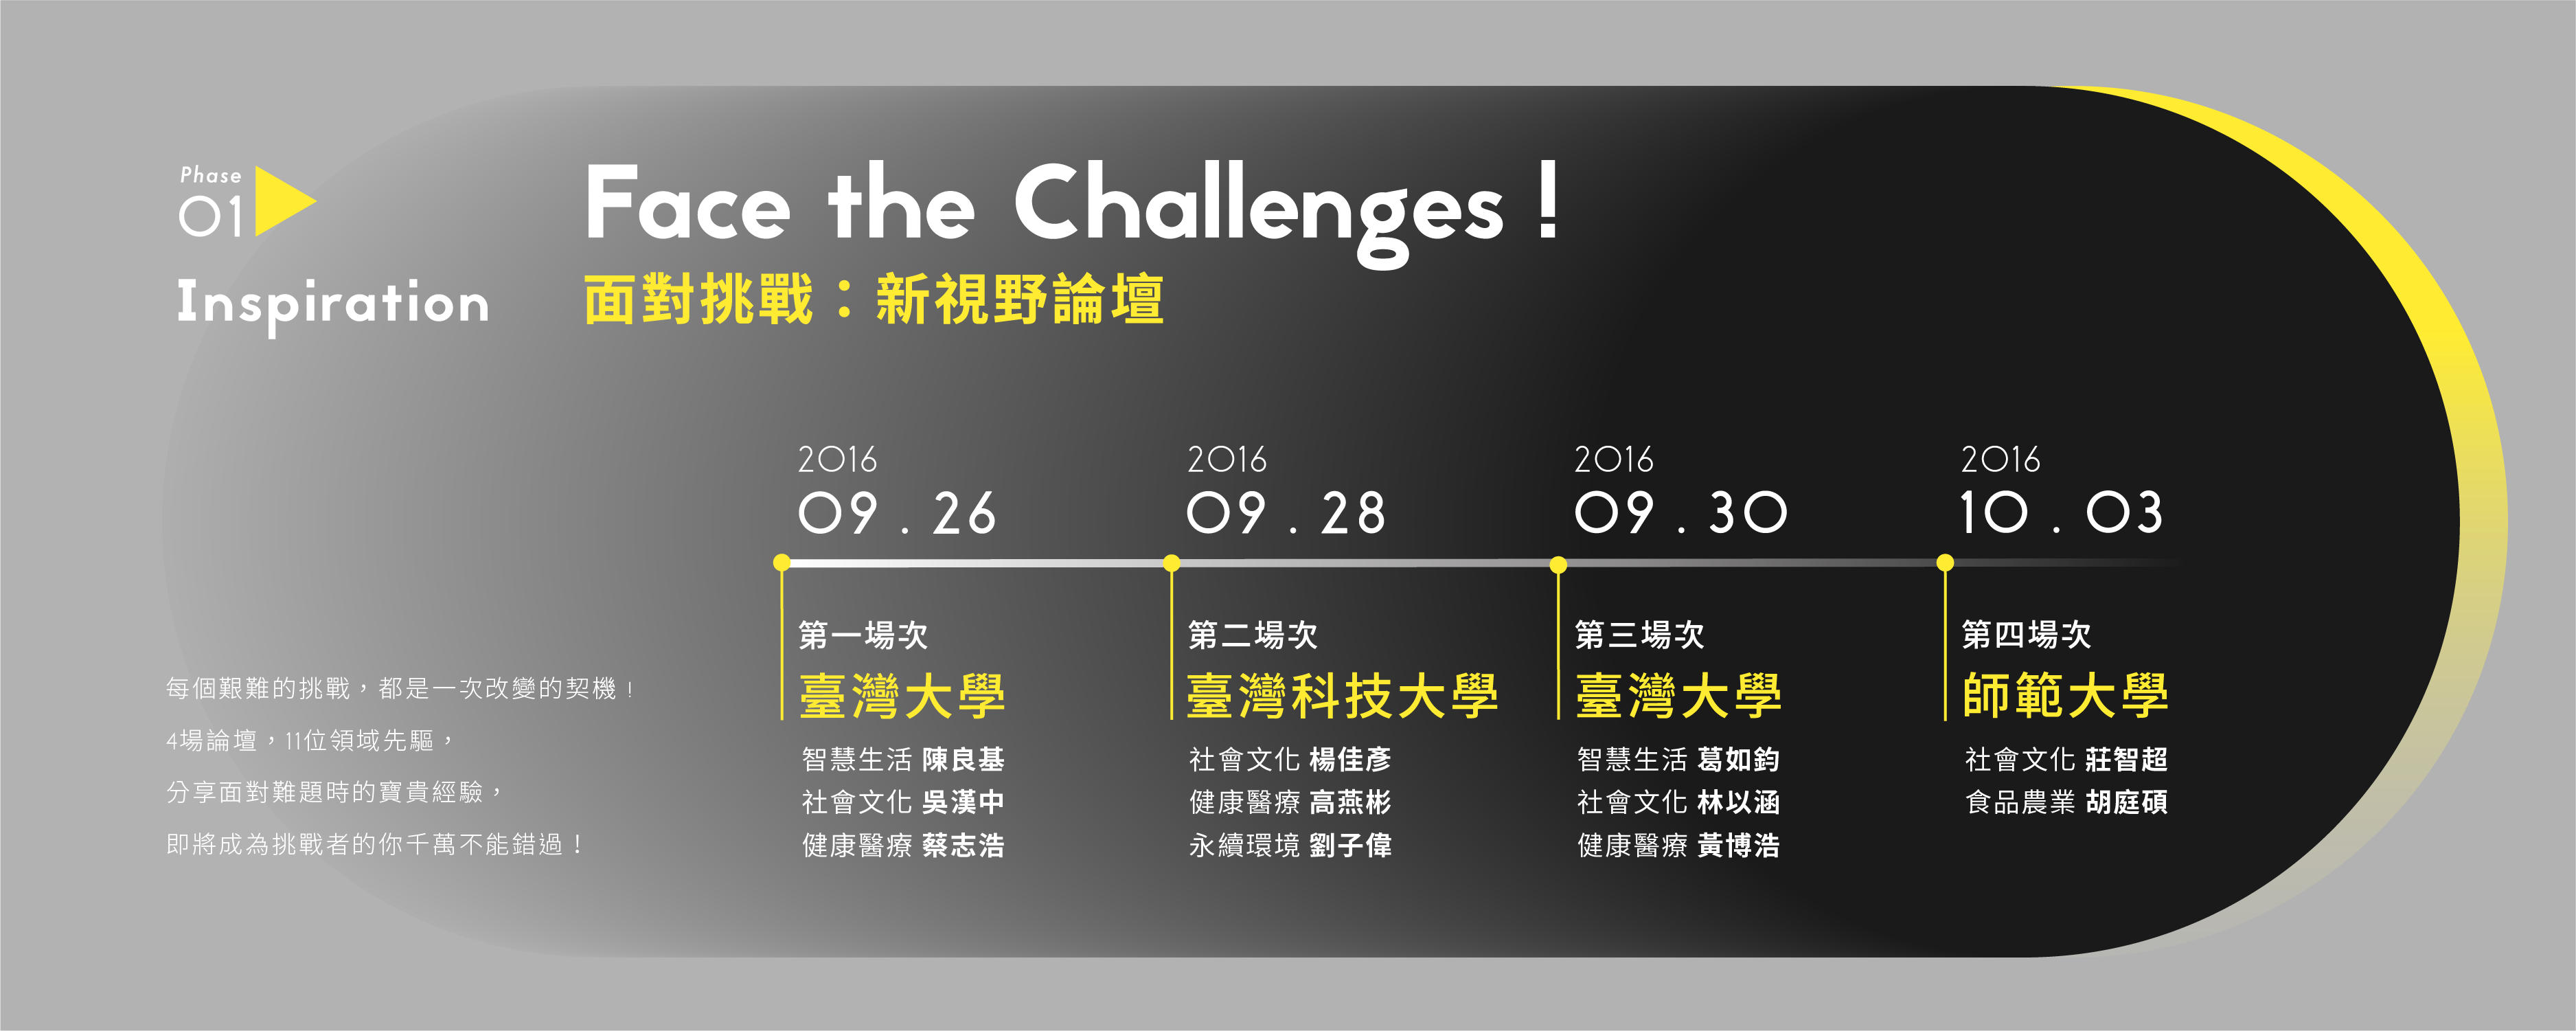 Phase
01
Inspiration
Face the Challenges !
面對挑戰：新視野論壇
每個艱難的挑戰，都是一次改變的契機！
4場論壇，11位領域先驅，
分享面對難題時的寶貴經驗，
即將成為挑戰者的你千萬不能錯過！
2016
09 . 26
第一場次
臺灣大學
智慧生活 陳良基
社會文化 吳漢中
健康醫療 蔡志浩
2016
09 . 28
第二場次
臺灣科技大學
社會文化 楊佳彥
健康醫療 高燕彬
永續環境 劉子偉
2016
09 . 30
第三場次
臺灣大學
智慧生活 葛如鈞
社會文化 林以涵
健康醫療 黃博浩
2016
10 . 03
第四場次
師範大學
社會文化 莊智超
食品農業 胡庭碩